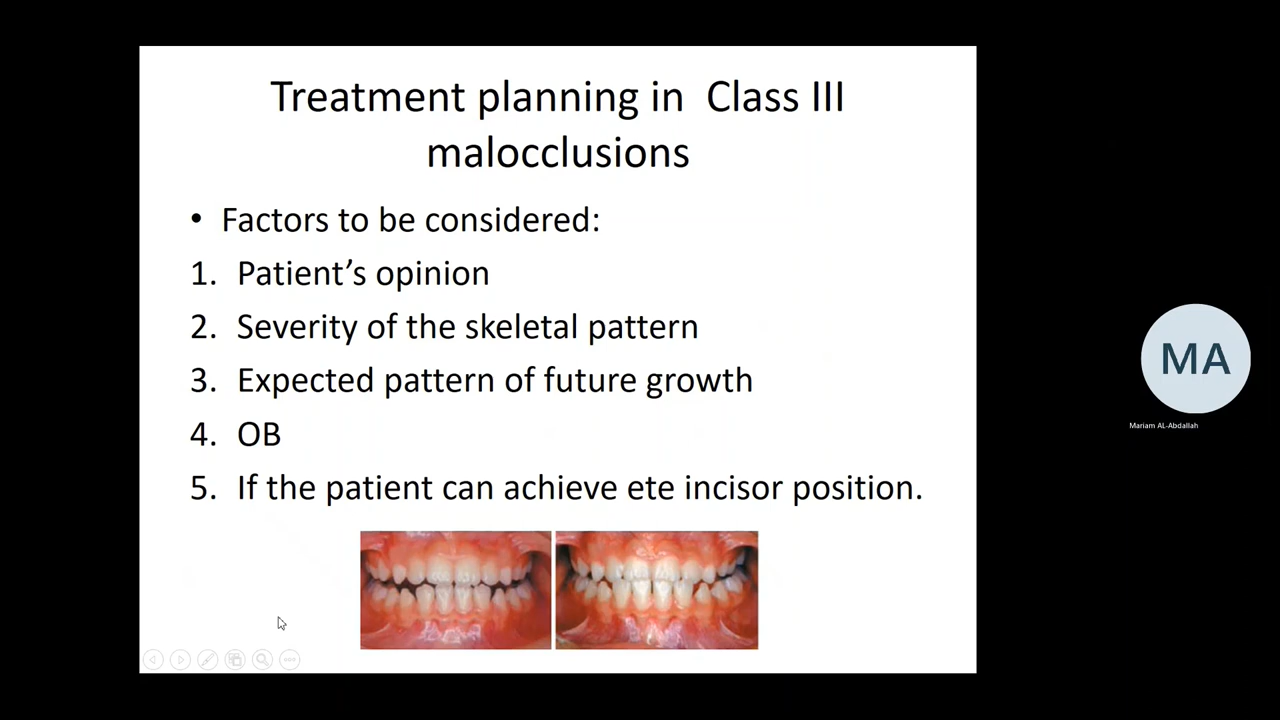 Treatment planning in Class III
malocclusions
• Factors to be considered:
1. Patient’s opinion
2. Severity of the skeletal pattern
3. Expected pattern of future growth
4. OB
5. If the patient can achieve ete incisor position.
MA
Mariam AL-Abdallah